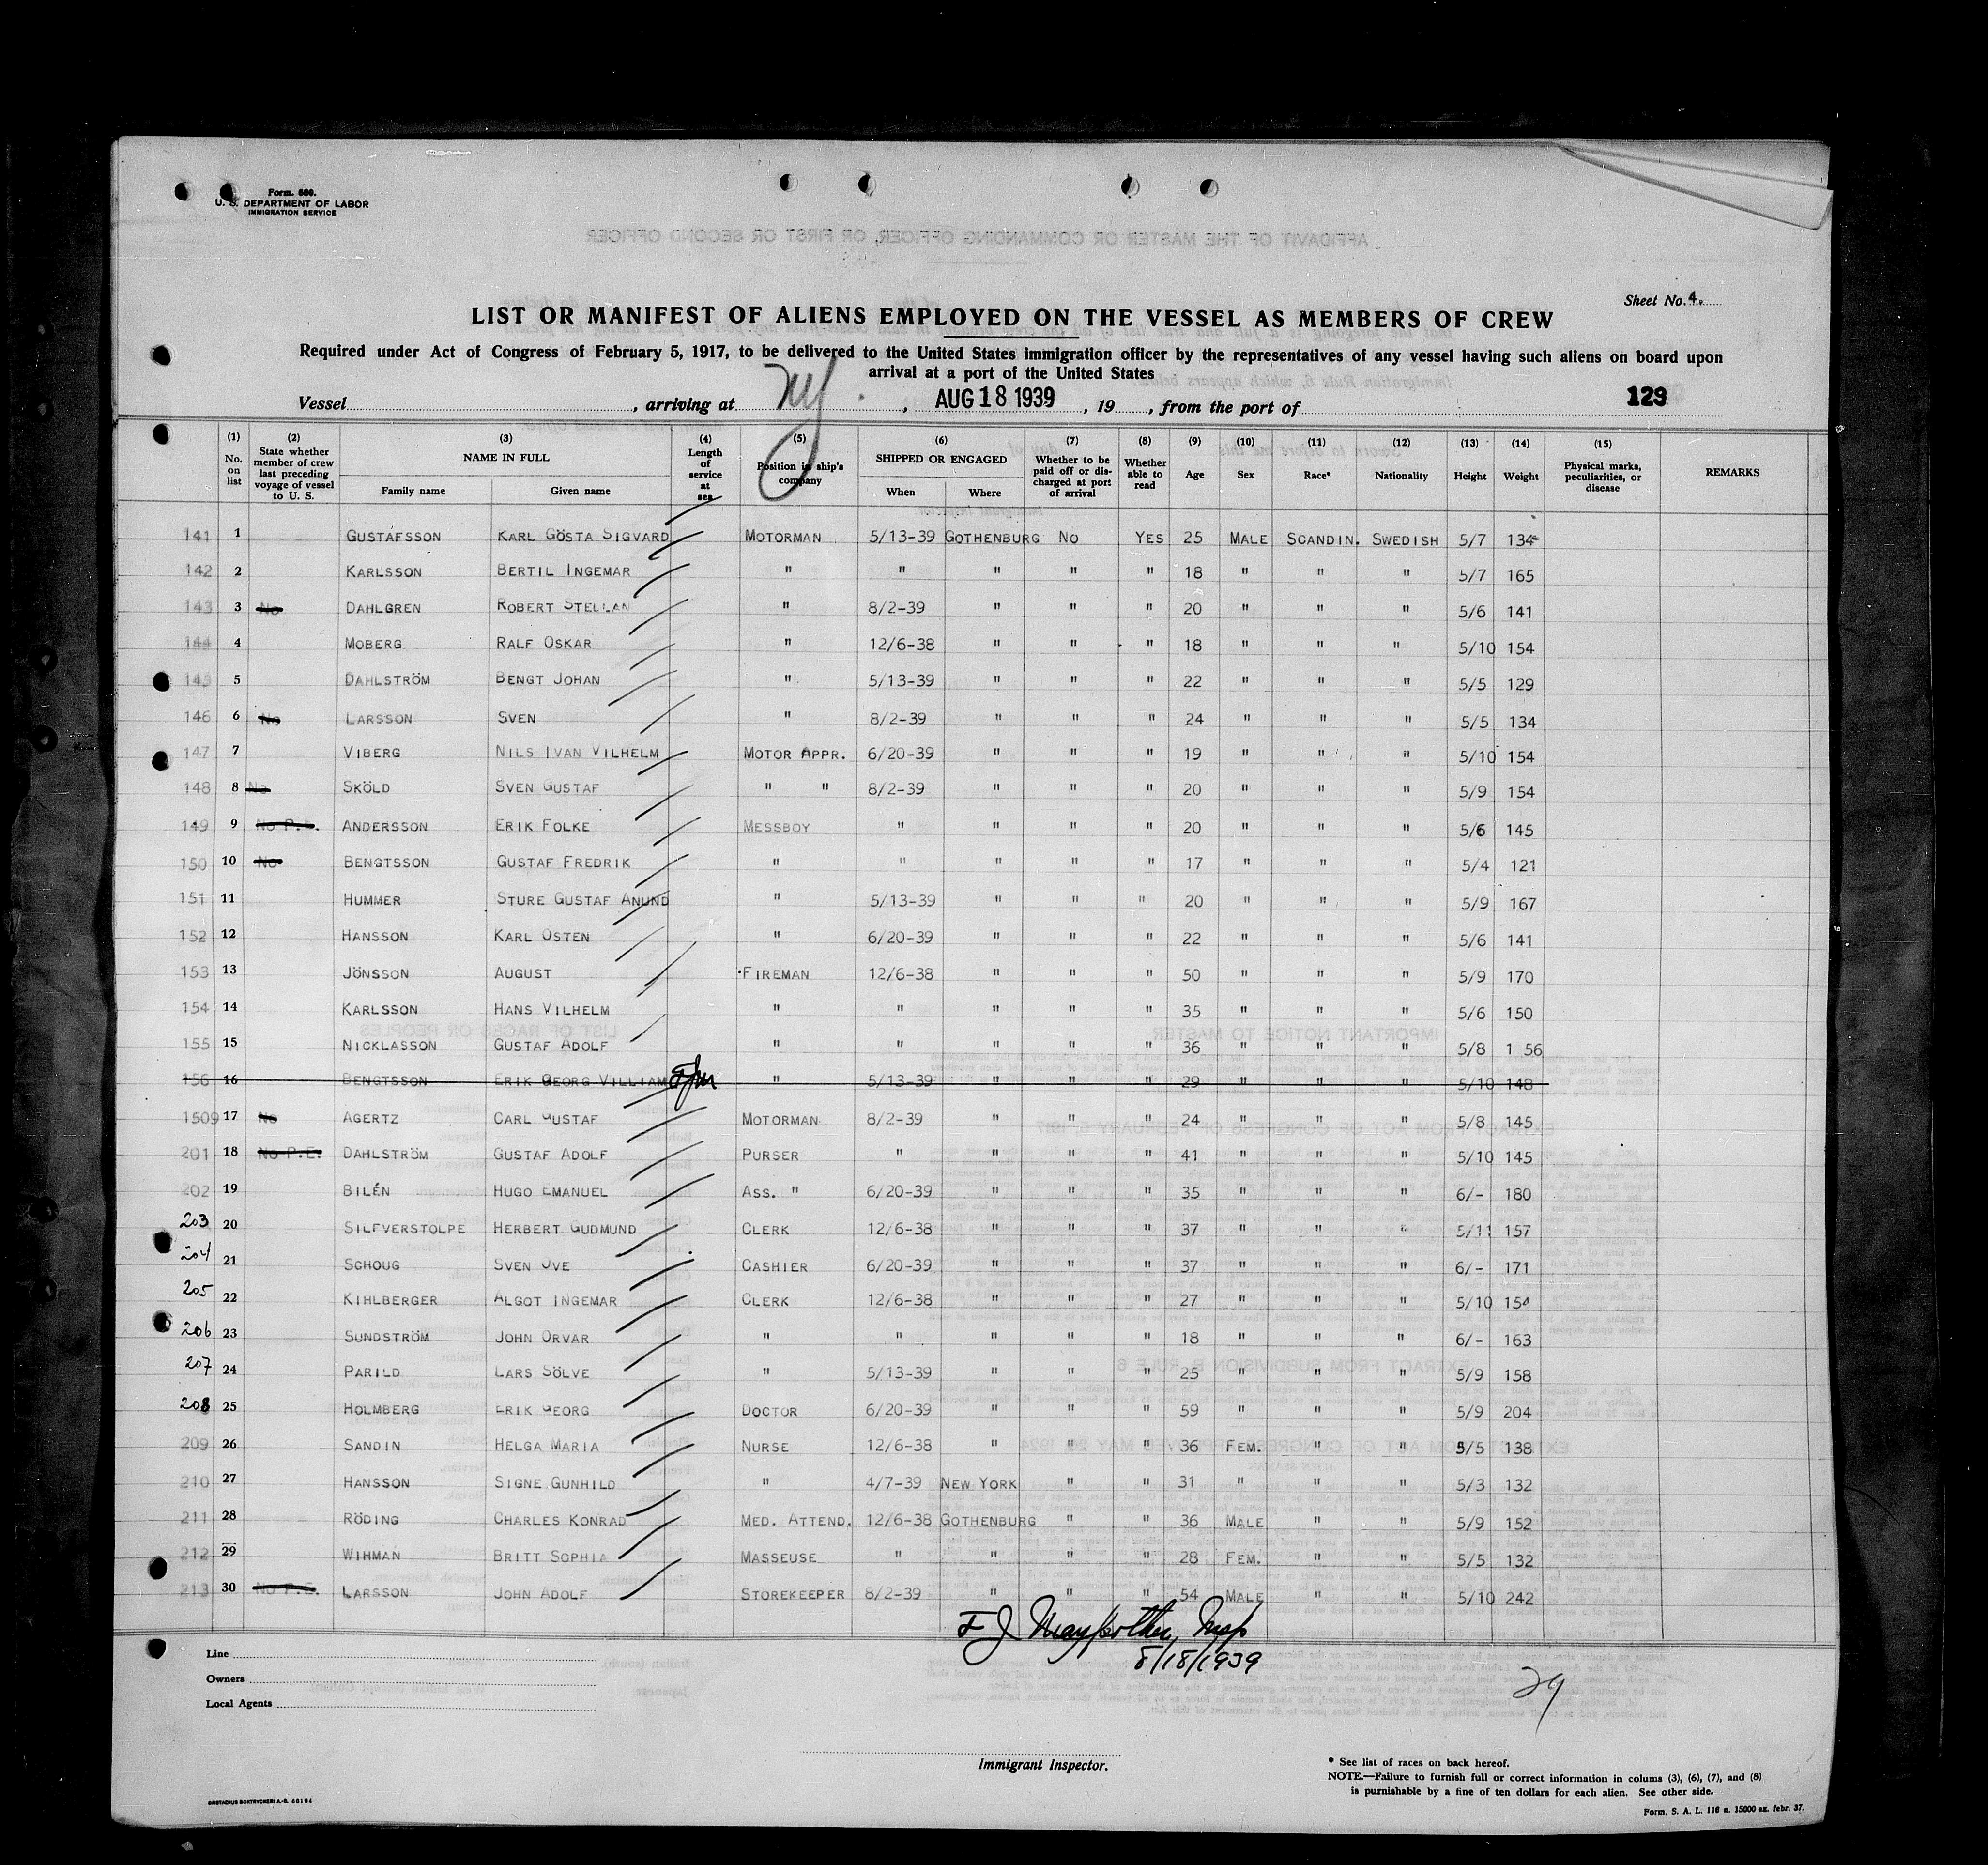 Form. 680.
U. S. DEPARTMENT OF LABOR
IMMIGRATION SERVICE
Sheet No. 4.
LIST OR MANIFEST OF ALIENS EMPLOYED ON THE VESSEL AS MEMBERS OF CREW
Required under Act of Congress of February 5, 1917, to be delivered to the United States immigration officer by the representatives of any vessel having such aliens on board upon
arrival at a port of the United States
Vessel , arriving at NY , AUG 18 1939 , 19 , from the port of 129
(1) No. on list (2) State whether member of crew last preceding voyage of vessel to U. S. (3) NAME IN FULL Family name Given name (4) Length of service at sea (5) Position in ship's company (6) SHIPPED OR ENGAGED When Where (7) Whether to be paid off or discharged at port of arrival (8) Whether able to read (9) Age (10) Sex (11) Race* (12) Nationality (13) Height (14) Weight (15) Physical marks, peculiarities, or disease REMARKS
141 1 GUSTAFSSON KARL GÖSTA SIGVARD MOTORMAN 5/13-39 GOTHENBURG NO YES 25 MALE SCANDIN. SWEDISH 5/7 134
142 2 KARLSSON BERTIL INGEMAR " " " " " 18 " " " 5/7 165
143 3 No DAHLGREN ROBERT STELLAN " 8/2-39 " " " 20 " " " 5/6 141
144 4 MOBERG RALF OSKAR " 12/6-38 " " " 18 " " " 5/10 154
145 5 DAHLSTRÖM BENGT JOHAN " 5/13-39 " " " 22 " " " 5/5 129
146 6 No LARSSON SVEN " 8/2-39 " " " 24 " " " 5/5 134
147 7 VIBERG NILS IVAN VILHELM MOTOR APPR. 6/20-39 " " " 19 " " " 5/10 154
148 8 No SKÖLD SVEN GUSTAF " " 8/2-39 " " " 20 " " " 5/9 154
149 9 No P.E. ANDERSSON ERIK FOLKE MESSBOY " " " " 20 " " " 5/6 145
150 10 No BENGTSSON GUSTAF FREDRIK " " " " " 17 " " " 5/4 121
151 11 HUMMER STURE GUSTAF ANUND " 5/13-39 " " " 20 " " " 5/9 167
152 12 HANSSON KARL OSTEN " 6/20-39 " " " 22 " " " 5/6 141
153 13 JÖNSSON AUGUST FIREMAN 12/6-38 " " " 50 " " " 5/9 170
154 14 KARLSSON HANS VILHELM " " " " " 35 " " " 5/6 150
155 15 NICKLASSON GUSTAF ADOLF " " " " " 36 " " " 5/8 1 56
156 16 BENGTSSON ERIK GEORG VILLIAM " 5/13-39 " " " 29 " " " 5/10 148
1509 17 No AGERTZ CARL GUSTAF MOTORMAN 8/2-39 " " " 24 " " " 5/8 145
201 18 No P.E. DAHLSTRÖM GUSTAF ADOLF PURSER " " " " 41 " " " 5/10 145
202 19 BILÉN HUGO EMANUEL ASS. " 6/20-39 " " " 35 " " " 6/- 180
203 20 SILFVERSTOLPE HERBERT GUDMUND CLERK 12/6-38 " " " 37 " " " 5/11 157
204 21 SCHOUG SVEN OVE CASHIER 6/20-39 " " " 37 " " " 6/- 171
205 22 KIHLBERGER ALGOT INGEMAR CLERK 12/6-38 " " " 27 " " " 5/10 154
206 23 SUNDSTRÖM JOHN ORVAR " " " " " 18 " " " 6/- 163
207 24 PARILD LARS SÖLVE " 5/13-39 " " " 25 " " " 5/9 158
208 25 HOLMBERG ERIK GEORG DOCTOR 6/20-39 " " " 59 " " " 5/9 204
209 26 SANDIN HELGA MARIA NURSE 12/6-38 " " " 36 FEM. " " 5/5 138
210 27 HANSSON SIGNE GUNHILD " 4/7-39 NEW YORK " " 31 " " " 5/3 132
211 28 RÖDING CHARLES KONRAD MED. ATTEND. 12/6-38 GOTHENBURG " " 36 MALE " " 5/9 152
212 29 WIHMAN BRITT SOPHIA MASSEUSE " " " " 28 FEM. " " 5/5 132
213 30 No P.E. LARSSON JOHN ADOLF STOREKEEPER 8/2-39 " " " 54 MALE " " 5/10 242
8/18/1939
Line
Owners
Local Agents
29
Immigrant Inspector.
* See list of races on back hereof.
NOTE.—Failure to furnish full or correct information in colums (3), (6), (7), and (8)
is purnishable by a fine of ten dollars for each alien. See other side.
Form. S. A. L. 116 a. 15000 ex. febr. 37.